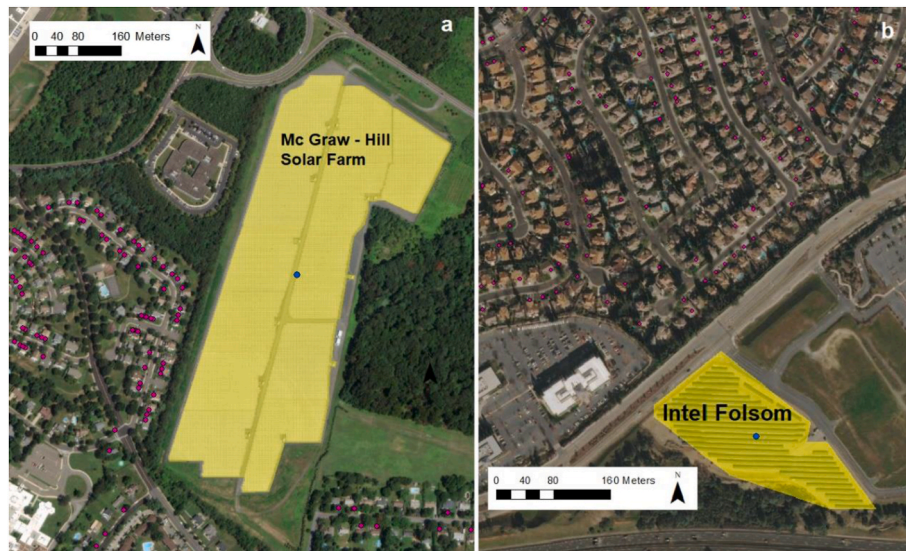 0 40 80 160 Meters
N
a
Mc Graw - Hill
Solar Farm
b
Intel Folsom
0 40 80 160 Meters
N